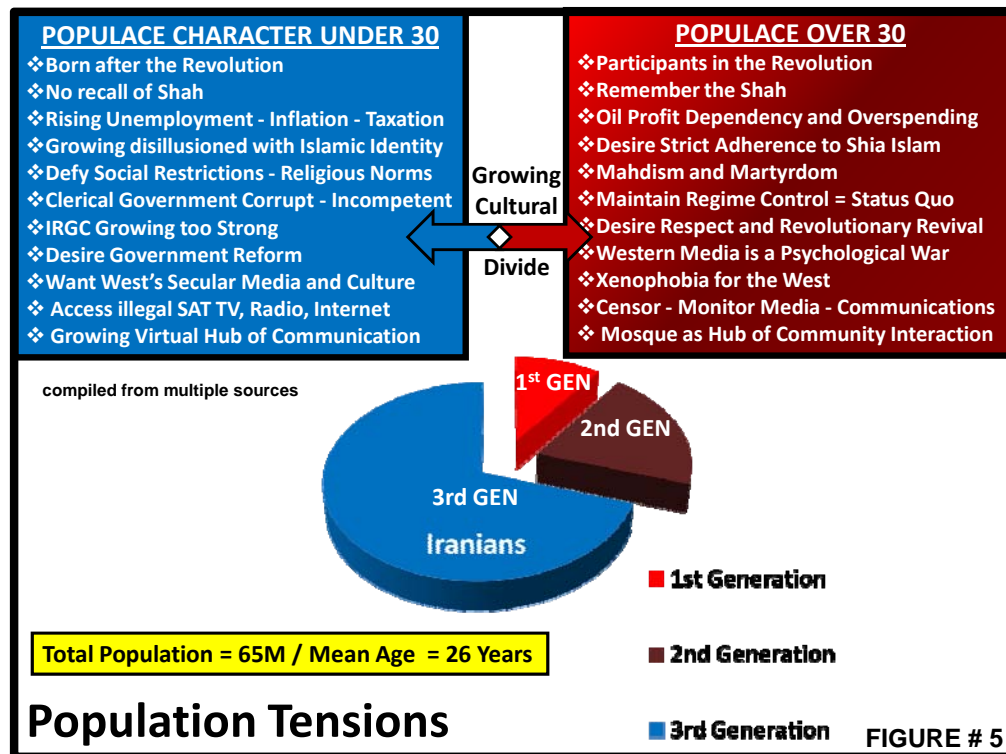 POPULACE CHARACTER UNDER 30
❖Born after the Revolution
❖No recall of Shah
❖Rising Unemployment - Inflation - Taxation
❖Growing disillusioned with Islamic Identity
❖Defy Social Restrictions - Religious Norms
❖Clerical Government Corrupt - Incompetent
❖IRGC Growing too Strong
❖Desire Government Reform
❖Want West's Secular Media and Culture
❖ Access illegal SAT TV, Radio, Internet
❖ Growing Virtual Hub of Communication
Growing
Cultural
Divide
POPULACE OVER 30
❖Participants in the Revolution
❖Remember the Shah
❖Oil Profit Dependency and Overspending
❖Desire Strict Adherence to Shia Islam
❖Mahdism and Martyrdom
❖Maintain Regime Control = Status Quo
❖Desire Respect and Revolutionary Revival
❖Western Media is a Psychological War
❖Xenophobia for the West
❖Censor - Monitor Media - Communications
❖ Mosque as Hub of Community Interaction
compiled from multiple sources
1st GEN
2nd GEN
3rd GEN
Iranians
1st Generation
2nd Generation
3rd Generation
Total Population = 65M / Mean Age = 26 Years
Population Tensions
FIGURE # 5